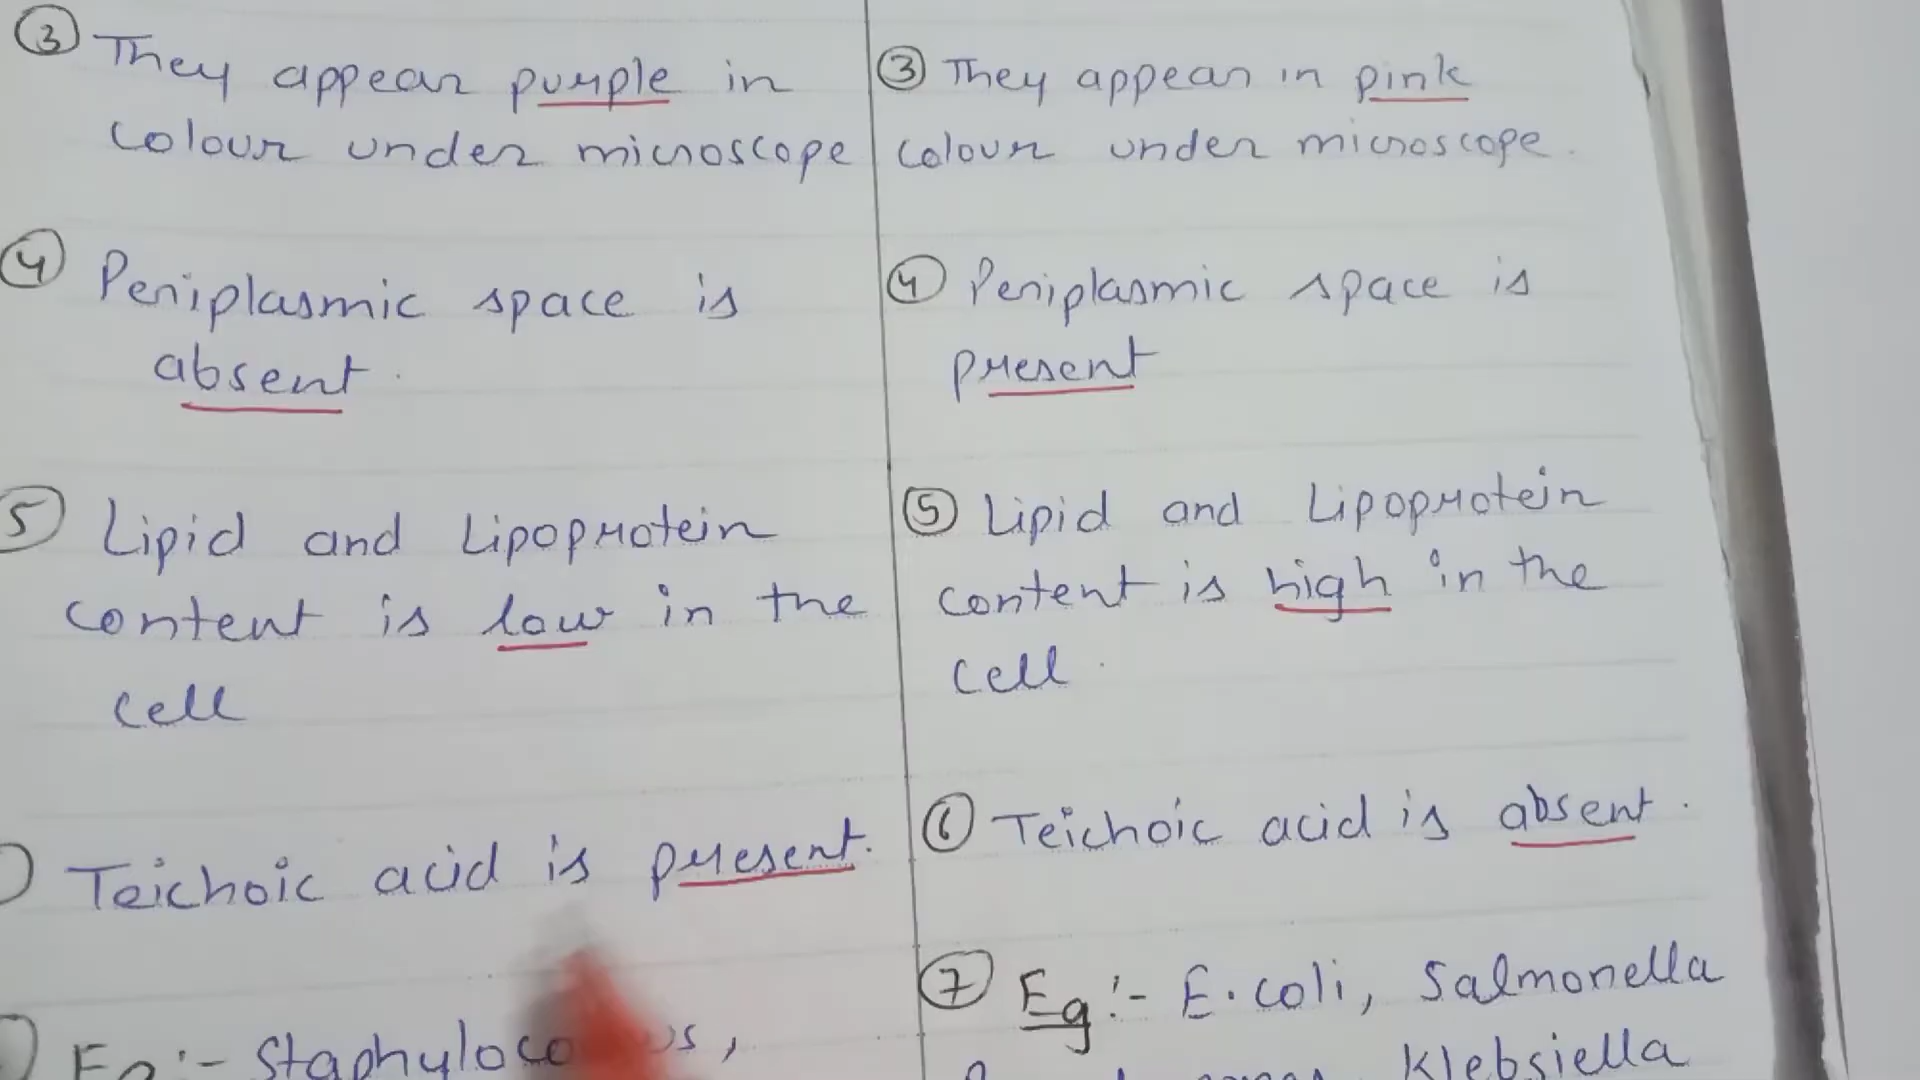 ③ They appear purple in
colour under microscope
④ Periplasmic space is
absent.
5 Lipid and Lipoprotein
content is low in the
cell
Teichoic acid is present.
Eg:- Staphyloco
③ They appear in pink
colour under microscope.
④ Periplasmic space is
present
⑤ Lipid and Lipoprotein
content is high in the
cell.
⑥ Teichoic acid is absent.
⑦ Eg:- E.coli, Salmonella
Klebsiella